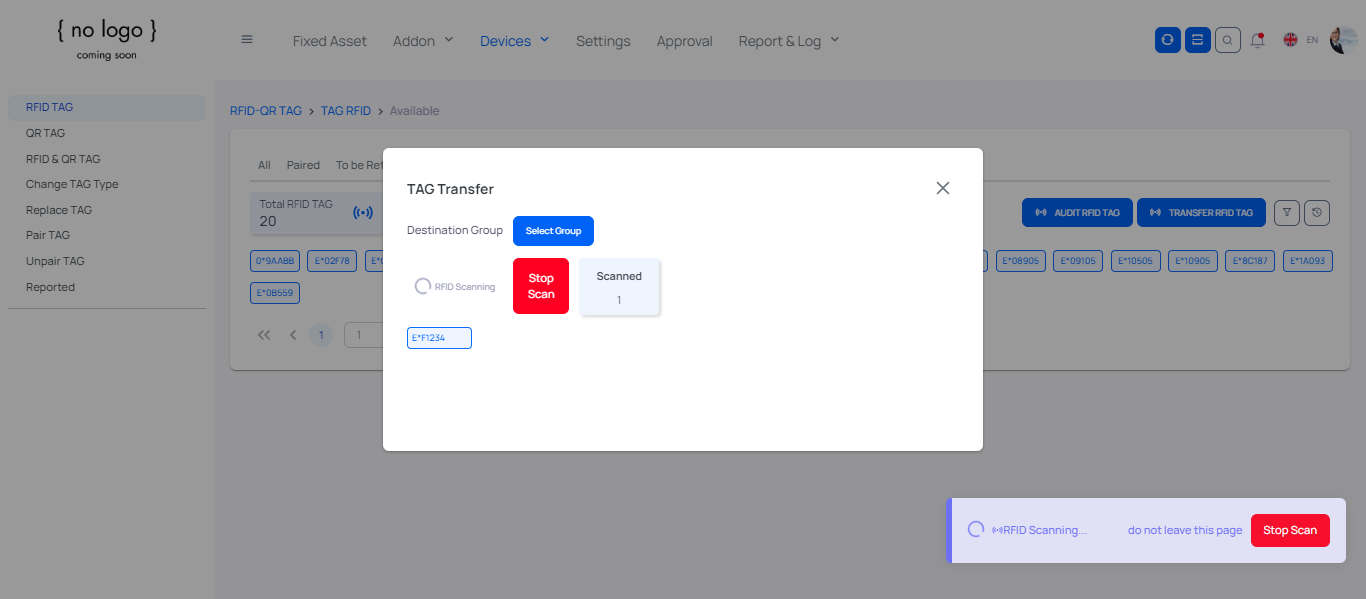 { no logo }
coming soon
Fixed Asset
Addon
Devices
Settings
Approval
Report & Log
EN
RFID TAG
QR TAG
RFID & QR TAG
Change TAG Type
Replace TAG
Pair TAG
Unpair TAG
Reported
RFID-QR TAG > TAG RFID > Available
All
Paired
To be Ret
Total RFID TAG
20
AUDIT RFID TAG
TRANSFER RFID TAG
0*9AABB
E*02F78
E*08905
E*09105
E*10505
E*10905
E*8C187
E*1A093
E*0B559
1
1
TAG Transfer
Destination Group
Select Group
RFID Scanning
Stop
Scan
Scanned
1
E*F1234
RFID Scanning...
do not leave this page
Stop Scan